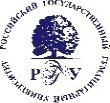 РОССИЙСКИЙ ГОСУДАРСТВЕННЫЙ
ГУМАНИТАРНЫЙ УНИВЕРСИТЕТ
РГГУ